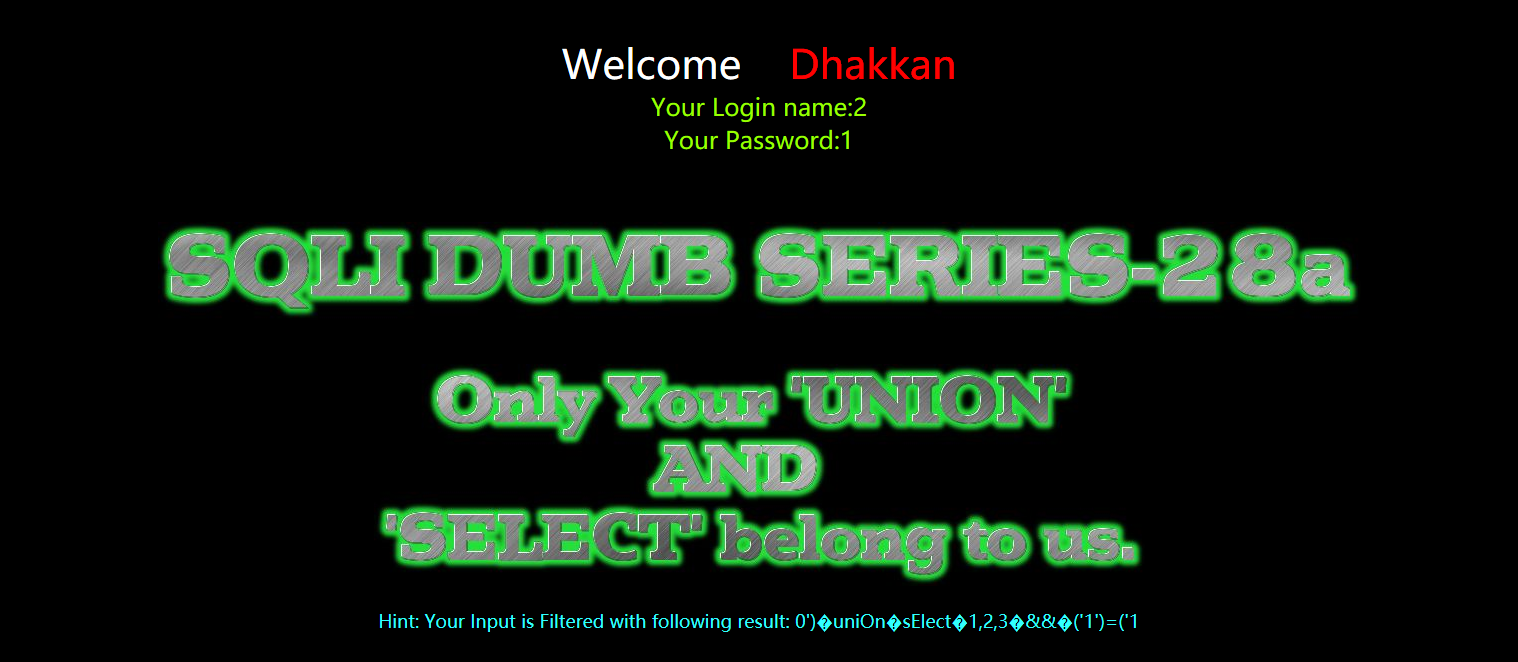 Welcome Dhakkan
Your Login name:2
Your Password:1
SQLI DUMB SERIES-28a
Only Your 'UNION'
AND
'SELECT' belong to us.
Hint: Your Input is Filtered with following result: 0')�uniOn�sElect�1,2,3�&&�('1')=('1